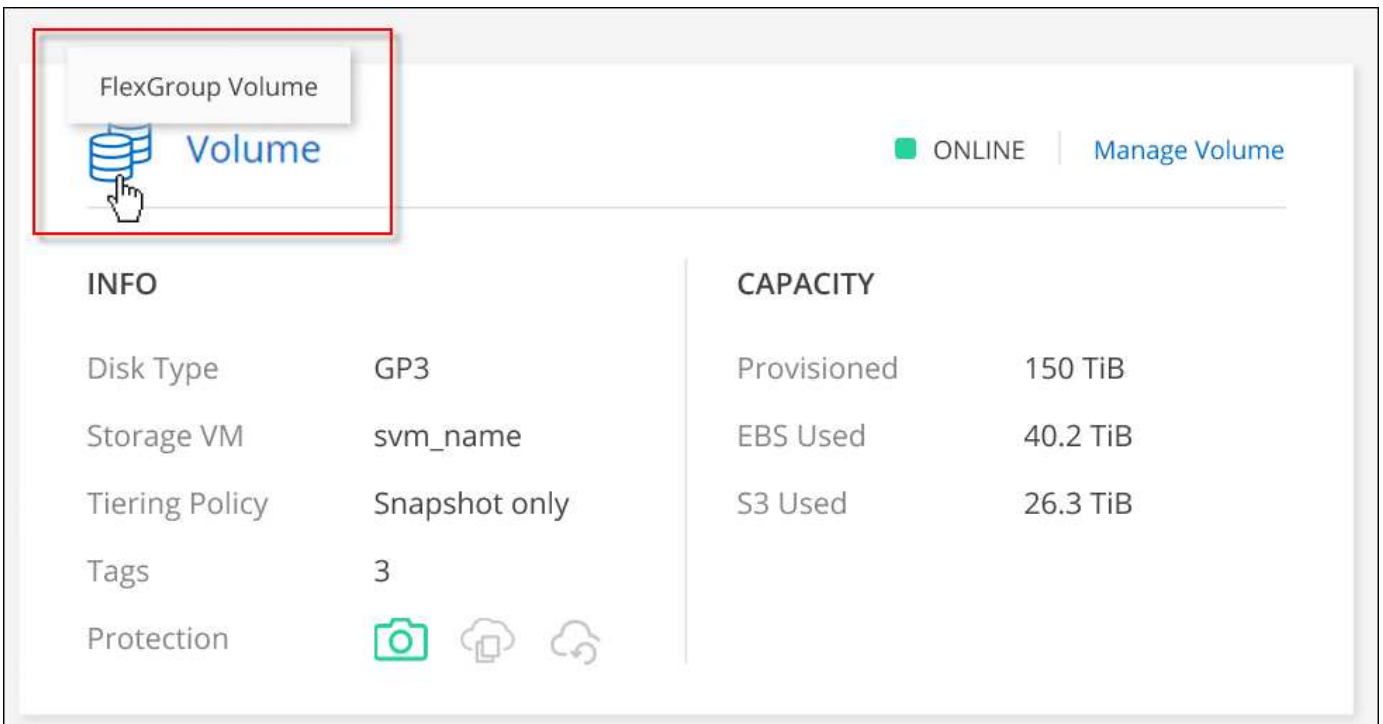 FlexGroup Volume
Volume
ONLINE
Manage Volume
INFO
Disk Type GP3
Storage VM svm_name
Tiering Policy Snapshot only
Tags 3
Protection
CAPACITY
Provisioned 150 TiB
EBS Used 40.2 TiB
S3 Used 26.3 TiB